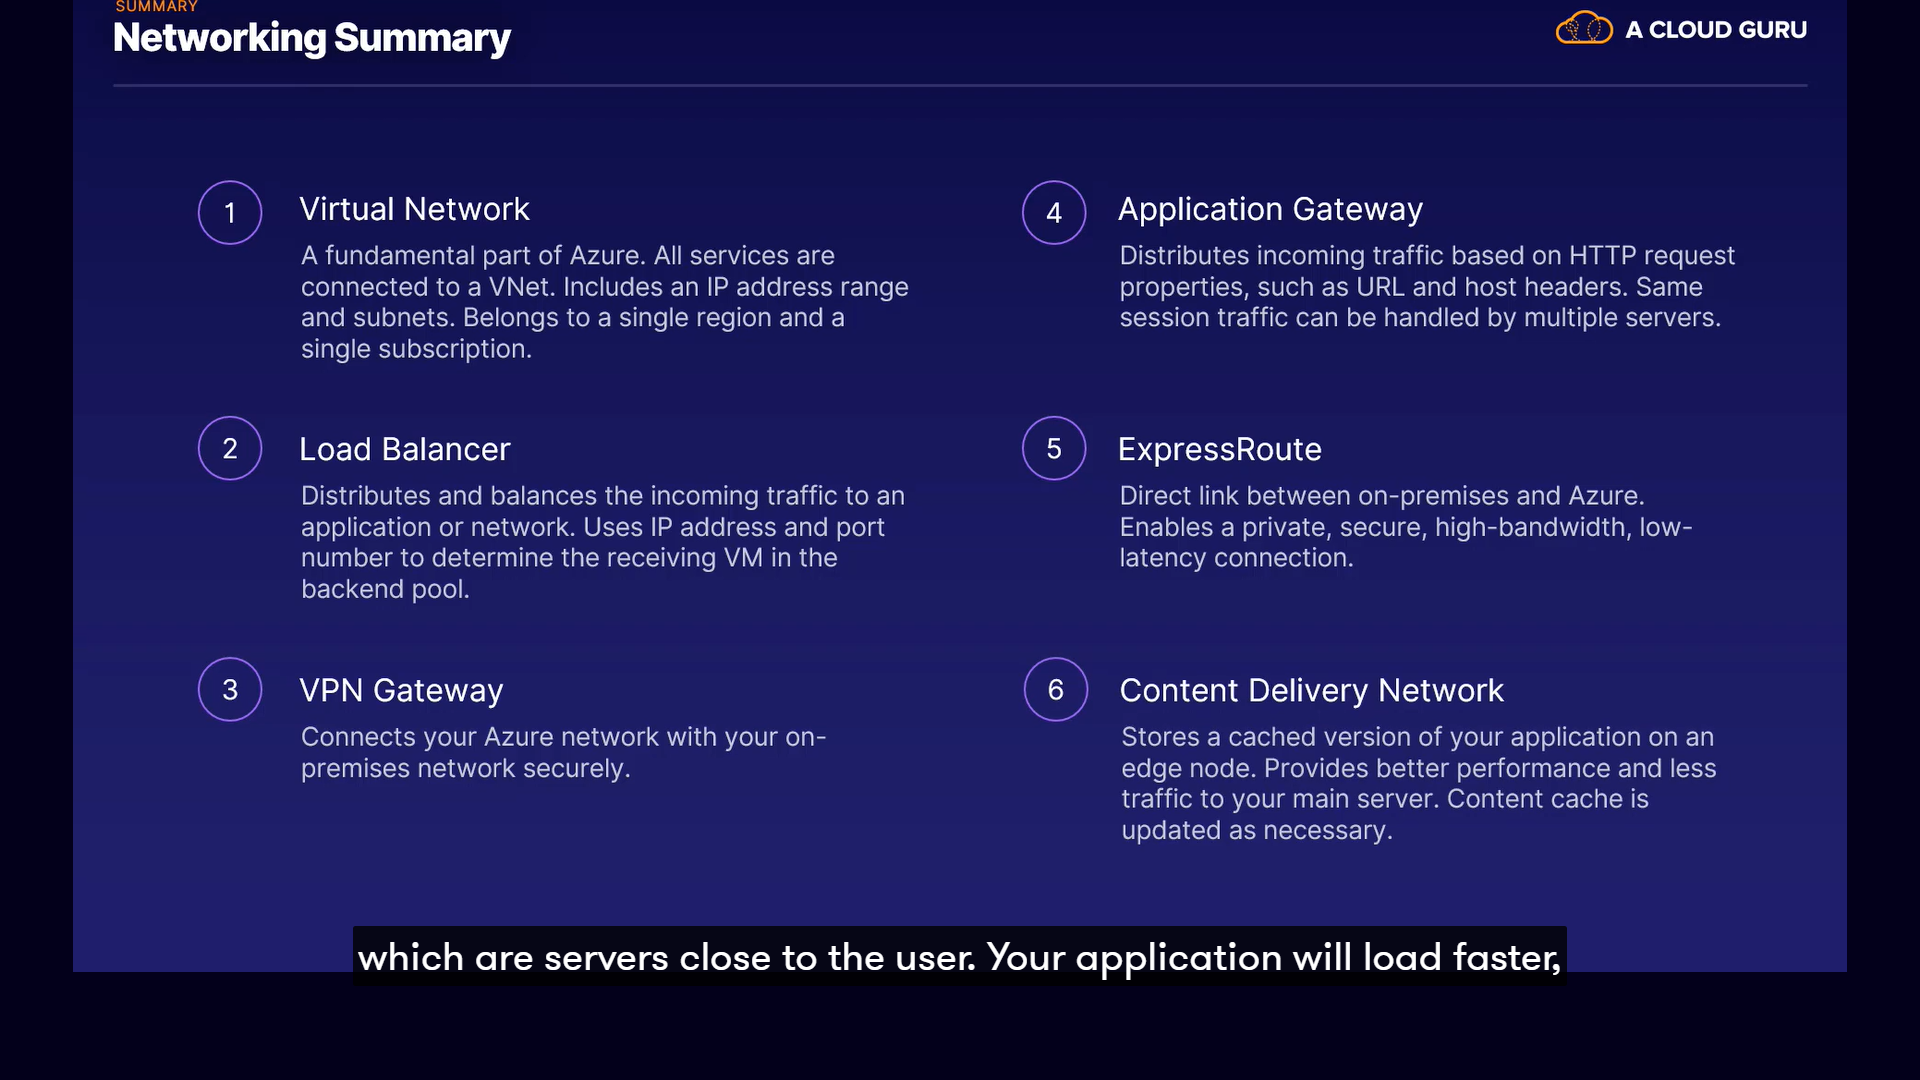 SUMMARY
Networking Summary
A CLOUD GURU
1
Virtual Network
A fundamental part of Azure. All services are
connected to a VNet. Includes an IP address range
and subnets. Belongs to a single region and a
single subscription.
2
Load Balancer
Distributes and balances the incoming traffic to an
application or network. Uses IP address and port
number to determine the receiving VM in the
backend pool.
3
VPN Gateway
Connects your Azure network with your on-
premises network securely.
4
Application Gateway
Distributes incoming traffic based on HTTP request
properties, such as URL and host headers. Same
session traffic can be handled by multiple servers.
5
ExpressRoute
Direct link between on-premises and Azure.
Enables a private, secure, high-bandwidth, low-
latency connection.
6
Content Delivery Network
Stores a cached version of your application on an
edge node. Provides better performance and less
traffic to your main server. Content cache is
updated as necessary.
which are servers close to the user. Your application will load faster,